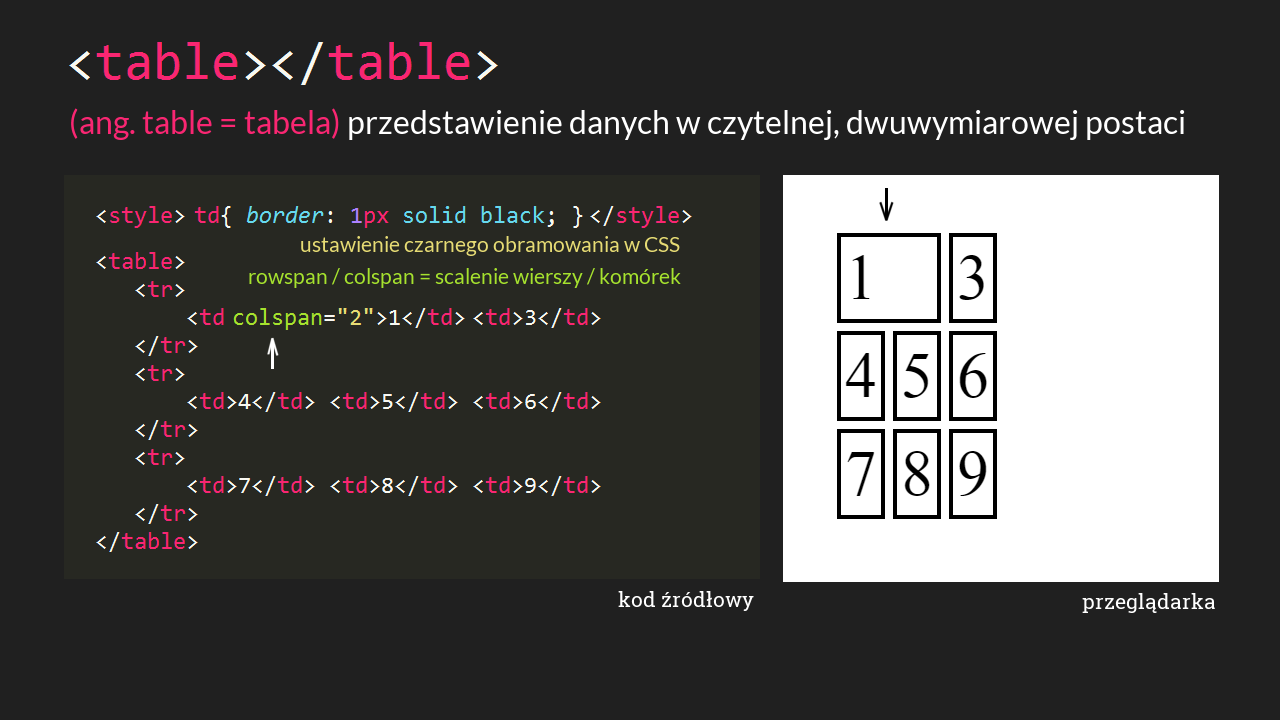 <table></table>
(ang. table = tabela) przedstawienie danych w czytelnej, dwuwymiarowej postaci
<style> td{ border: 1px solid black; } </style>
ustawienie czarnego obramowania w CSS
<table>
rowspan / colspan = scalenie wierszy / komórek
<tr>
<td colspan="2">1</td> <td>3</td>
</tr>
<tr>
<td>4</td> <td>5</td> <td>6</td>
</tr>
<tr>
<td>7</td> <td>8</td> <td>9</td>
</tr>
</table>
kod źródłowy
1 3
4 5 6
7 8 9
przeglądarka